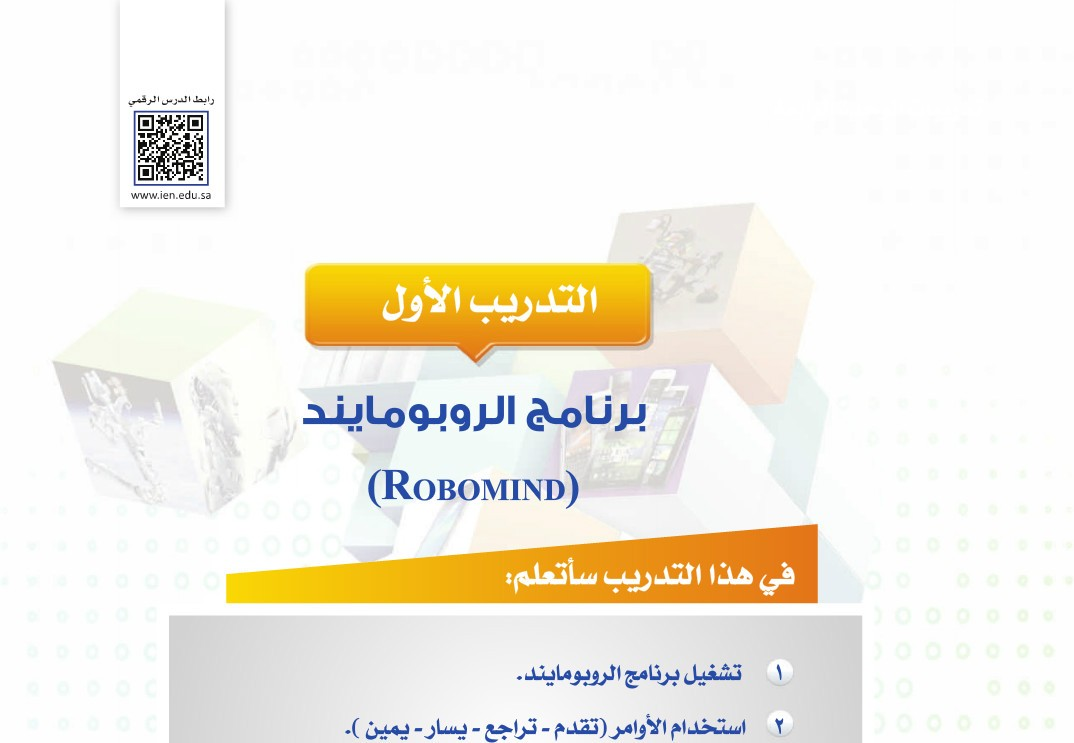 رابط الدرس الرقمي
www.ien.edu.sa
التدريب الأول
برنامج الروبومايند
(ROBOMIND)
في هذا التدريب سأتعلم:
١ تشغيل برنامج الروبومايند.
٢ استخدام الأوامر (تقدم - تراجع - يسار - يمين ).